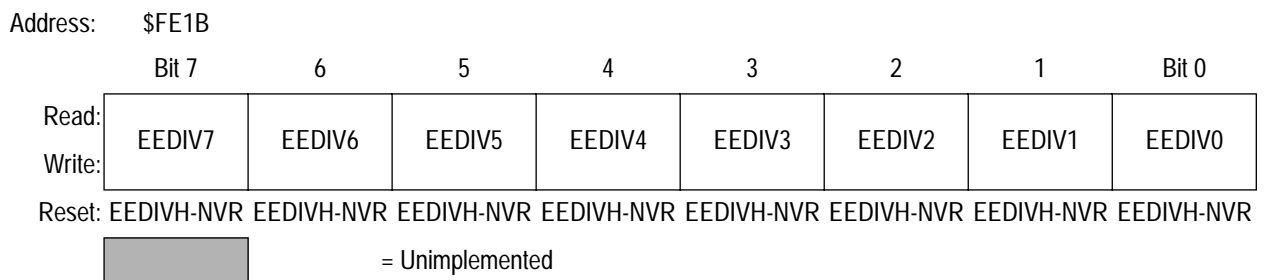 Address: $FE1B
Bit 7 6 5 4 3 2 1 Bit 0
Read:
EEDIV7 EEDIV6 EEDIV5 EEDIV4 EEDIV3 EEDIV2 EEDIV1 EEDIV0
Write:
Reset: EEDIVH-NVR EEDIVH-NVR EEDIVH-NVR EEDIVH-NVR EEDIVH-NVR EEDIVH-NVR EEDIVH-NVR EEDIVH-NVR
= Unimplemented